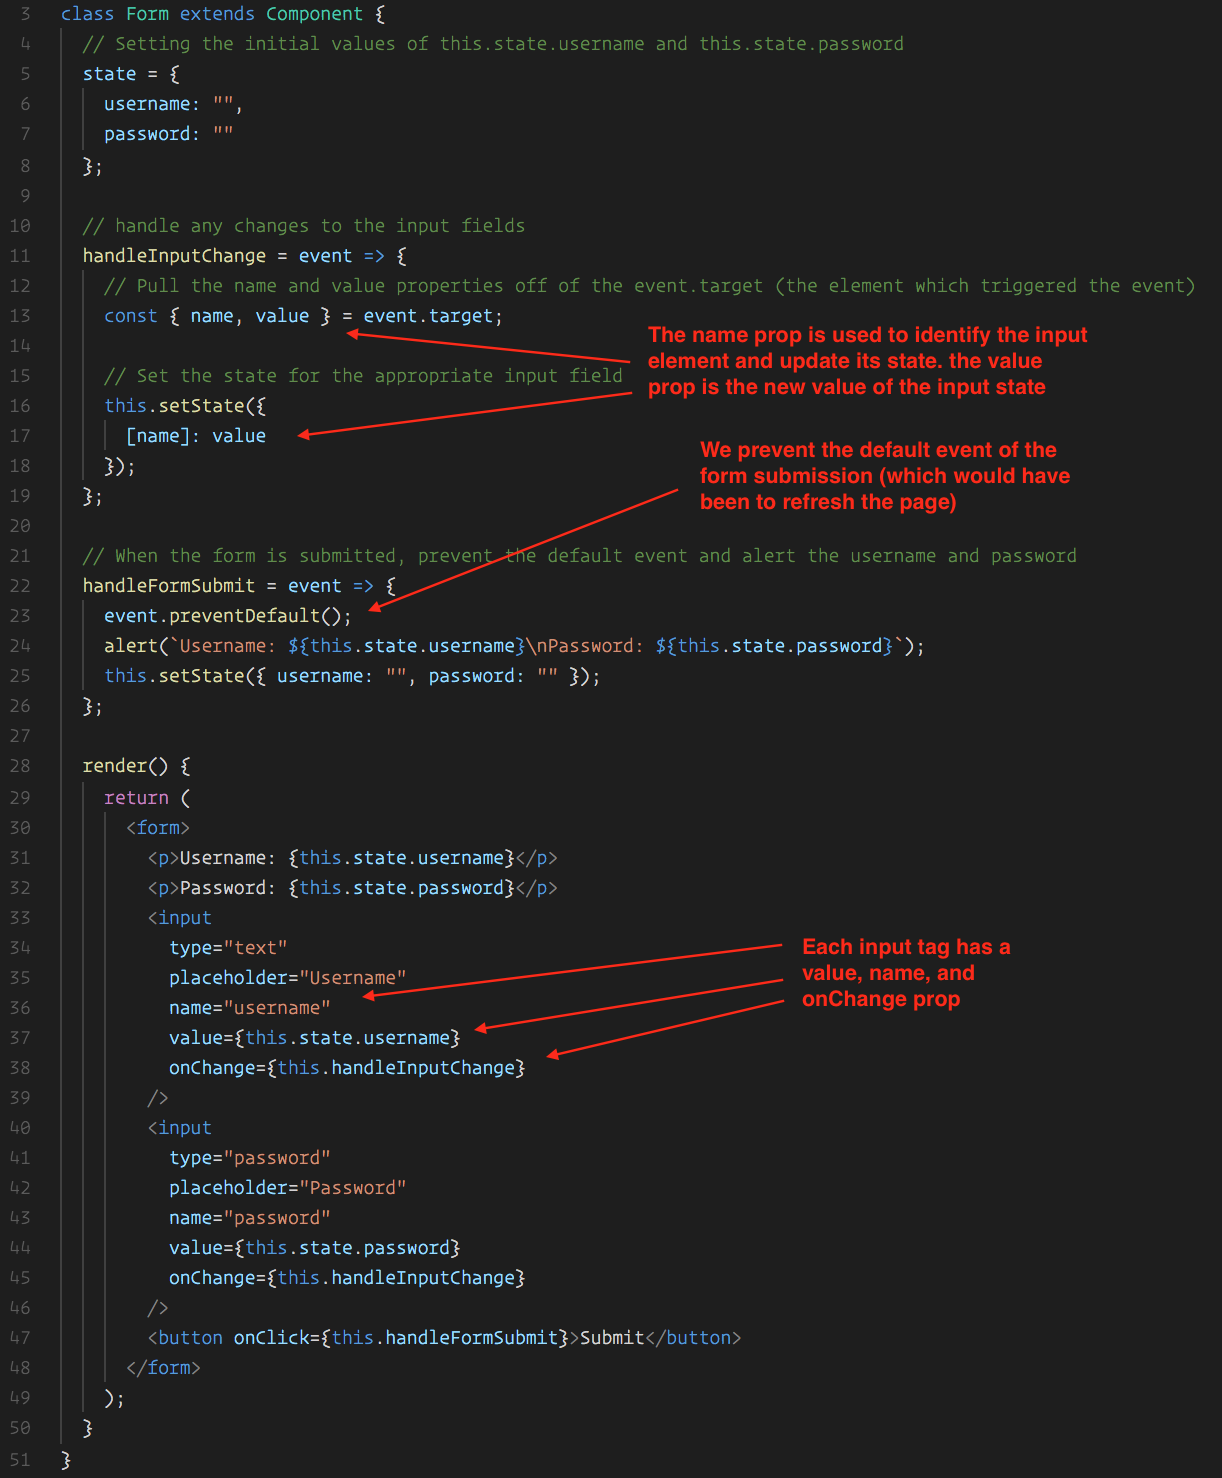 3 class Form extends Component {
4 // Setting the initial values of this.state.username and this.state.password
5 state = {
6 username: "",
7 password: ""
8 };
9
10 // handle any changes to the input fields
11 handleInputChange = event => {
12 // Pull the name and value properties off of the event.target (the element which triggered the event)
13 const { name, value } = event.target;
14
The name prop is used to identify the input
element and update its state. the value
prop is the new value of the input state
15 // Set the state for the appropriate input field
16 this.setState({
17 [name]: value
18 });
19 };
We prevent the default event of the
form submission (which would have
been to refresh the page)
20
21 // When the form is submitted, prevent the default event and alert the username and password
22 handleFormSubmit = event => {
23 event.preventDefault();
24 alert(`Username: ${this.state.username}\nPassword: ${this.state.password}`);
25 this.setState({ username: "", password: "" });
26 };
27
28 render() {
29 return (
30 <form>
31 <p>Username: {this.state.username}</p>
32 <p>Password: {this.state.password}</p>
33 <input
34 type="text"
35 placeholder="Username"
36 name="username"
37 value={this.state.username}
38 onChange={this.handleInputChange}
Each input tag has a
value, name, and
onChange prop
39 />
40 <input
41 type="password"
42 placeholder="Password"
43 name="password"
44 value={this.state.password}
45 onChange={this.handleInputChange}
46 />
47 <button onClick={this.handleFormSubmit}>Submit</button>
48 </form>
49 );
50 }
51 }